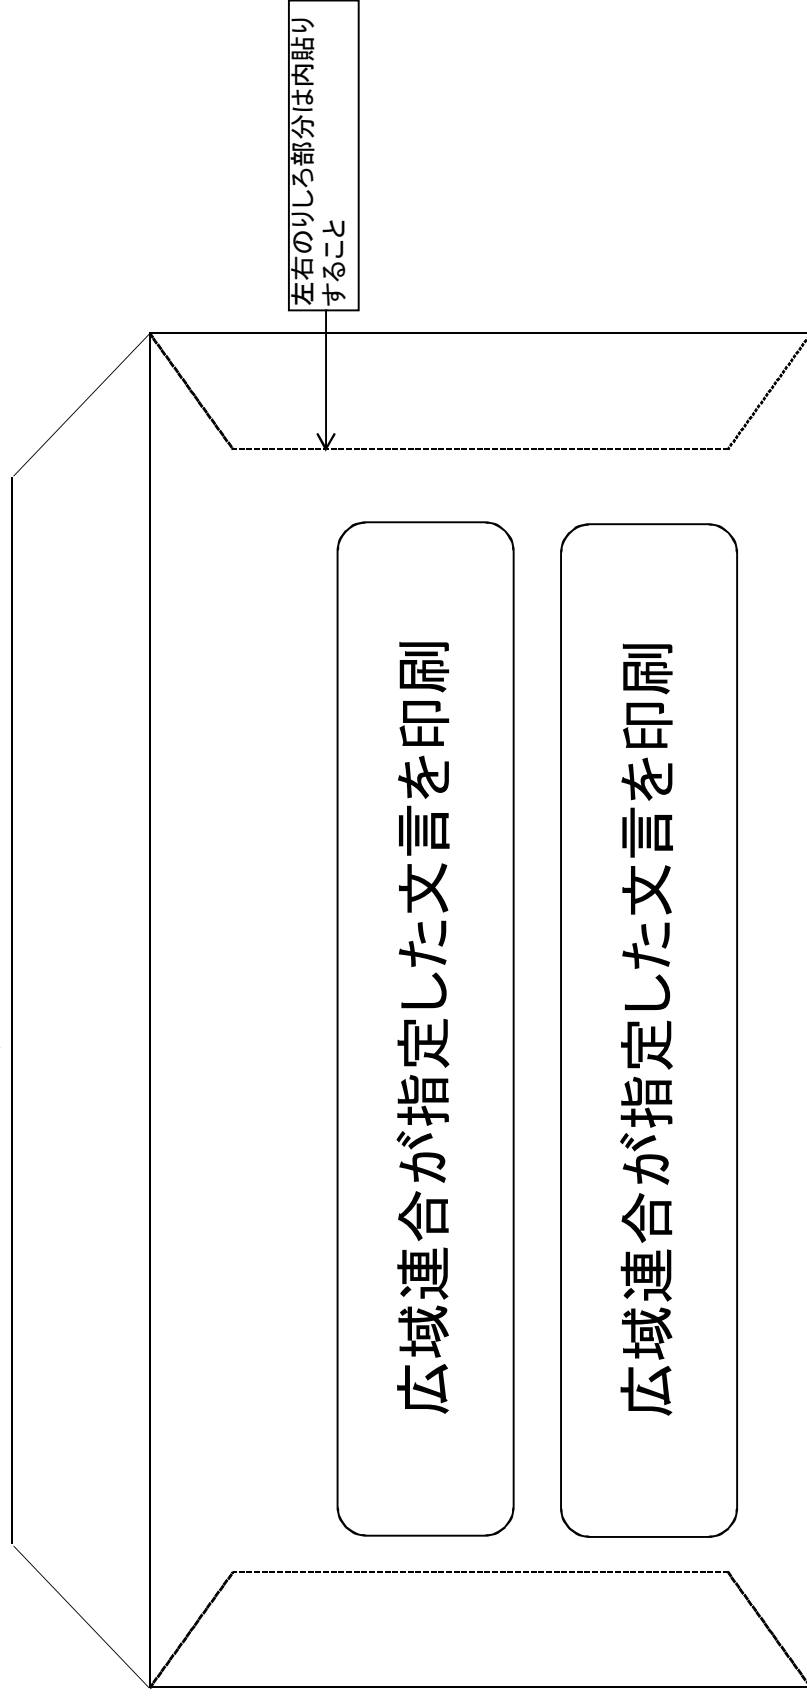 左右のりしろ部分は内貼り
すること
広域連合が指定した文言を印刷
広域連合が指定した文言を印刷